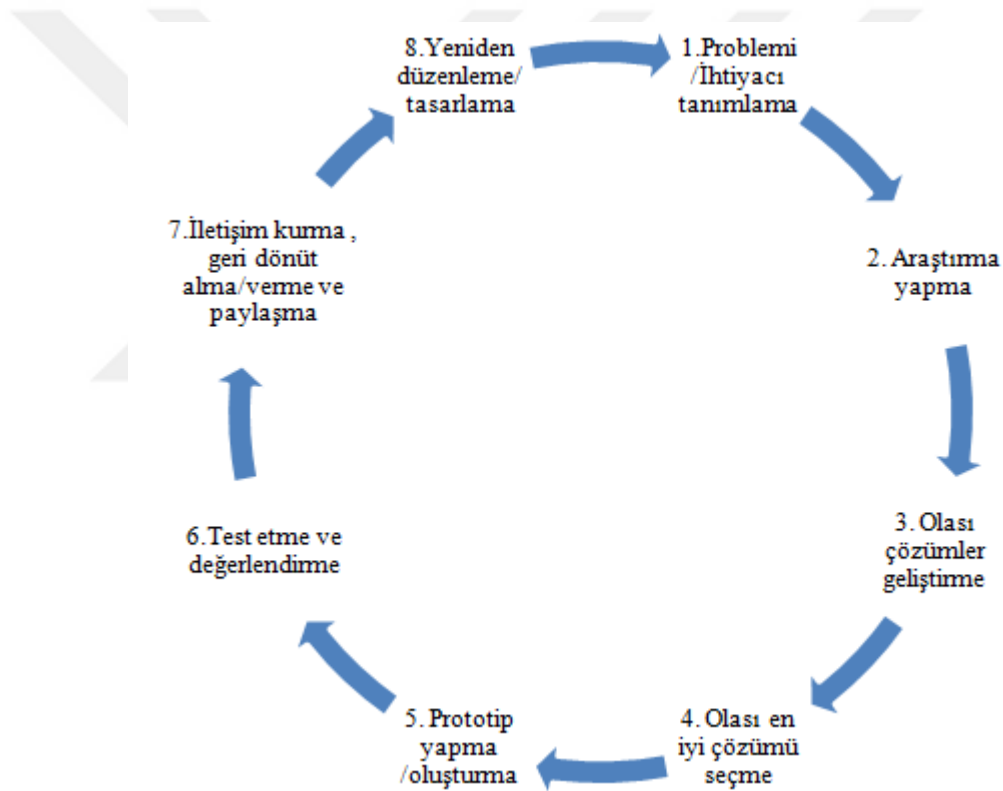 1.Problemi
/İhtiyacı
tanımlama
2. Araştırma
yapma
3. Olası
çözümler
geliştirme
4. Olası en
iyi çözümü
seçme
5. Prototip
yapma
/oluşturma
6.Test etme ve
değerlendirme
7.İletişim kurma ,
geri dönüt
alma/verme ve
paylaşma
8.Yeniden
düzenleme/
tasarlama